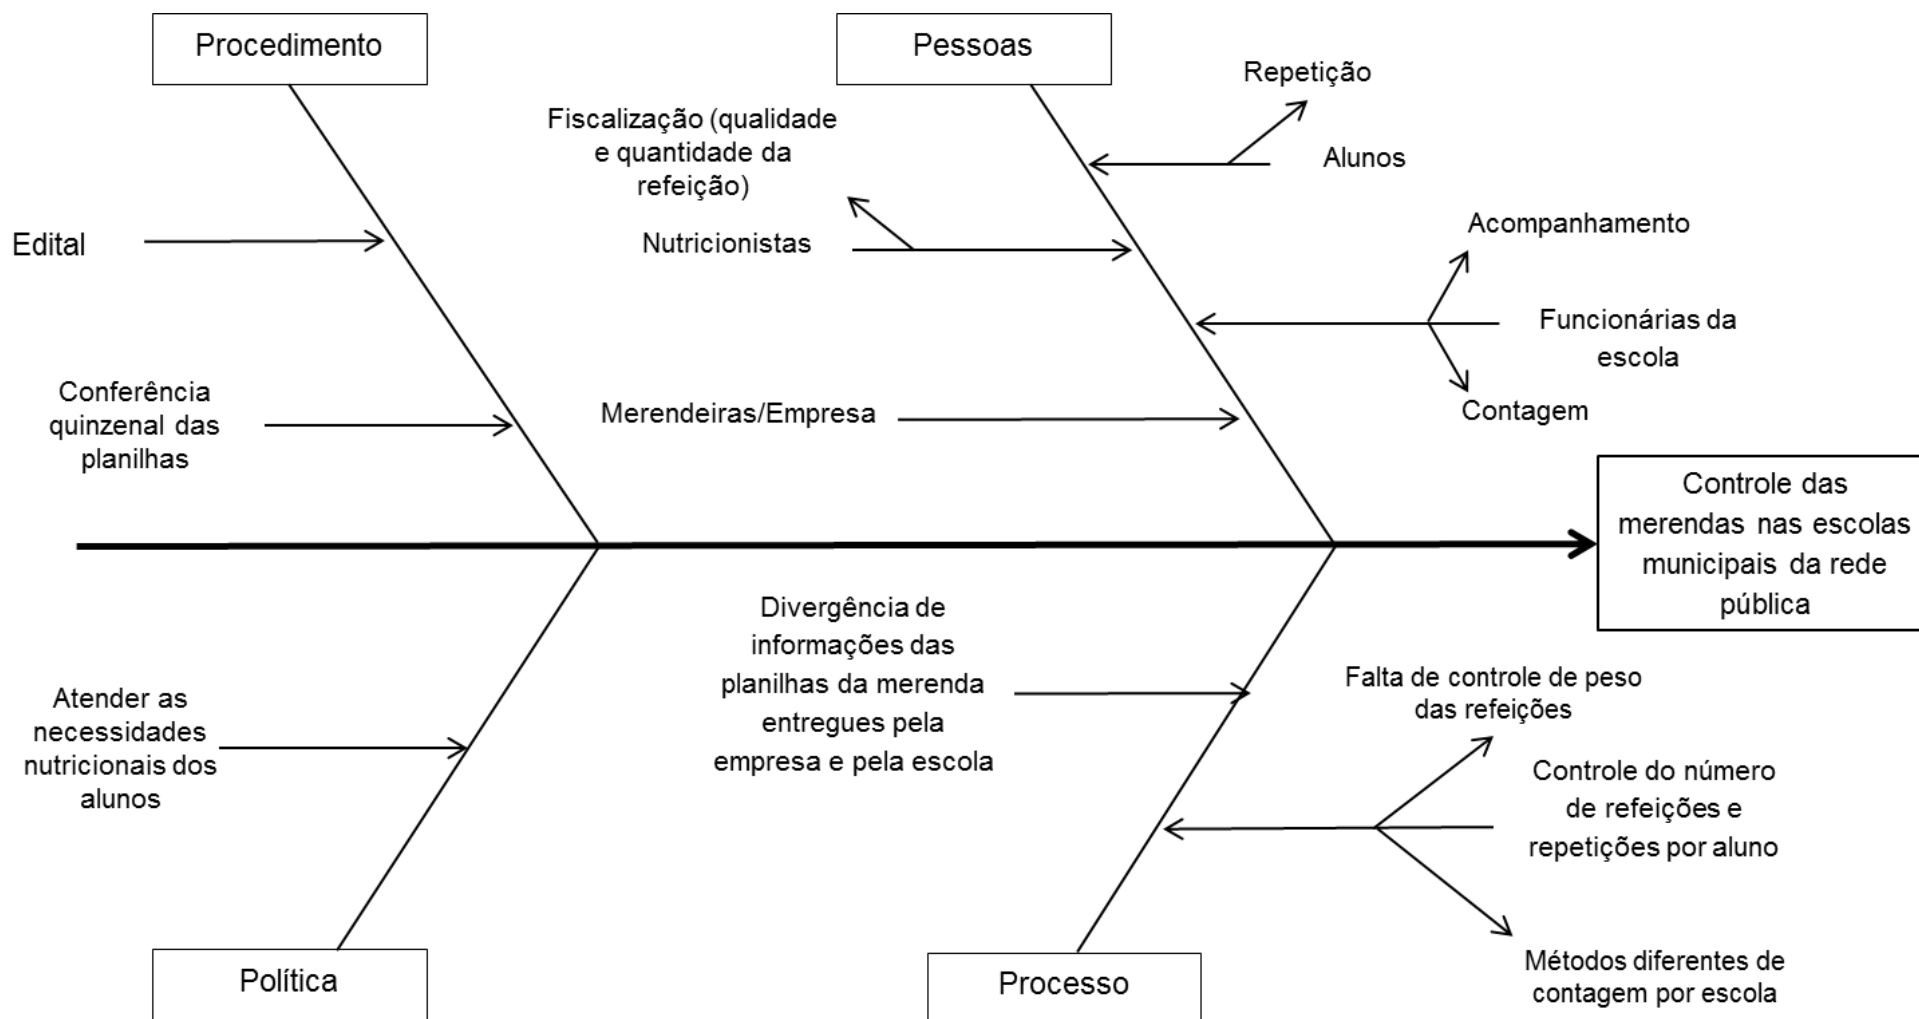 Procedimento
Pessoas
Repetição
Fiscalização (qualidade
e quantidade da
refeição)
Alunos
Edital
Nutricionistas
Acompanhamento
Funcionárias da
escola
Conferência
quinzenal das
planilhas
Merendeiras/Empresa
Contagem
Controle das
merendas nas escolas
municipais da rede
pública
Divergência de
informações das
planilhas da merenda
entregues pela
empresa e pela escola
Atender as
necessidades
nutricionais dos
alunos
Falta de controle de peso
das refeições
Controle do número
de refeições e
repetições por aluno
Métodos diferentes de
contagem por escola
Política
Processo